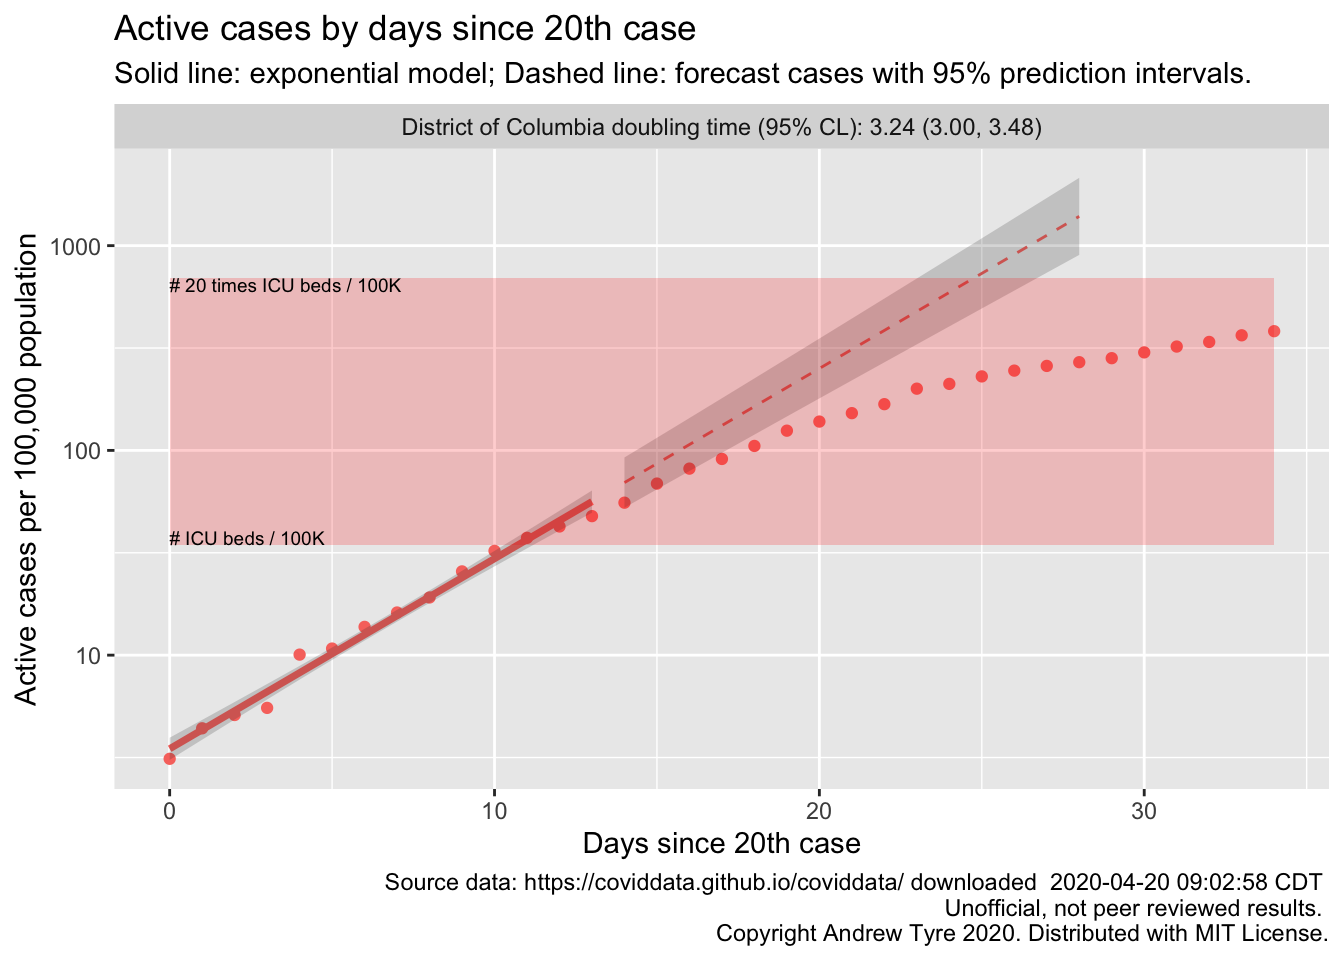 Active cases by days since 20th case
Solid line: exponential model; Dashed line: forecast cases with 95% prediction intervals.
District of Columbia doubling time (95% CL): 3.24 (3.00, 3.48)
Active cases per 100,000 population
1000
100
10
# 20 times ICU beds / 100K
# ICU beds / 100K
0
10
20
30
Days since 20th case
Source data: https://coviddata.github.io/coviddata/ downloaded  2020-04-20 09:02:58 CDT
Unofficial, not peer reviewed results.
Copyright Andrew Tyre 2020. Distributed with MIT License.